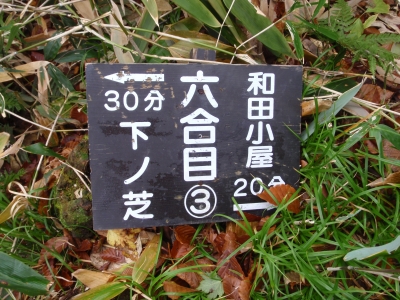 和田小屋
20分
六合目
③
30分
下ノ芝